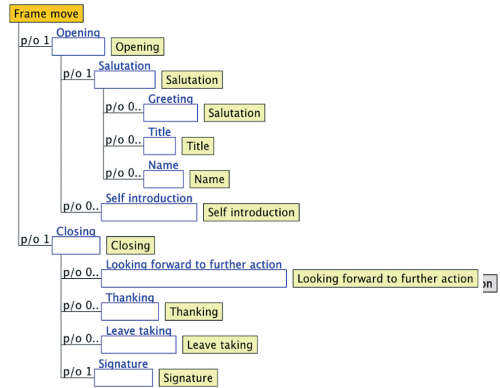 Frame move
Opening
p/o 1 Opening
Salutation
p/o 1 Salutation
Greeting
p/o 0.. Salutation
Title
p/o 0.. Title
Name
p/o 0.. Name
Self introduction
p/o 0.. Self introduction
Closing
p/o 1 Closing
Looking forward to further action
p/o 0.. Looking forward to further action on
Thanking
p/o 0.. Thanking
Leave taking
p/o 0.. Leave taking
Signature
p/o 1 Signature